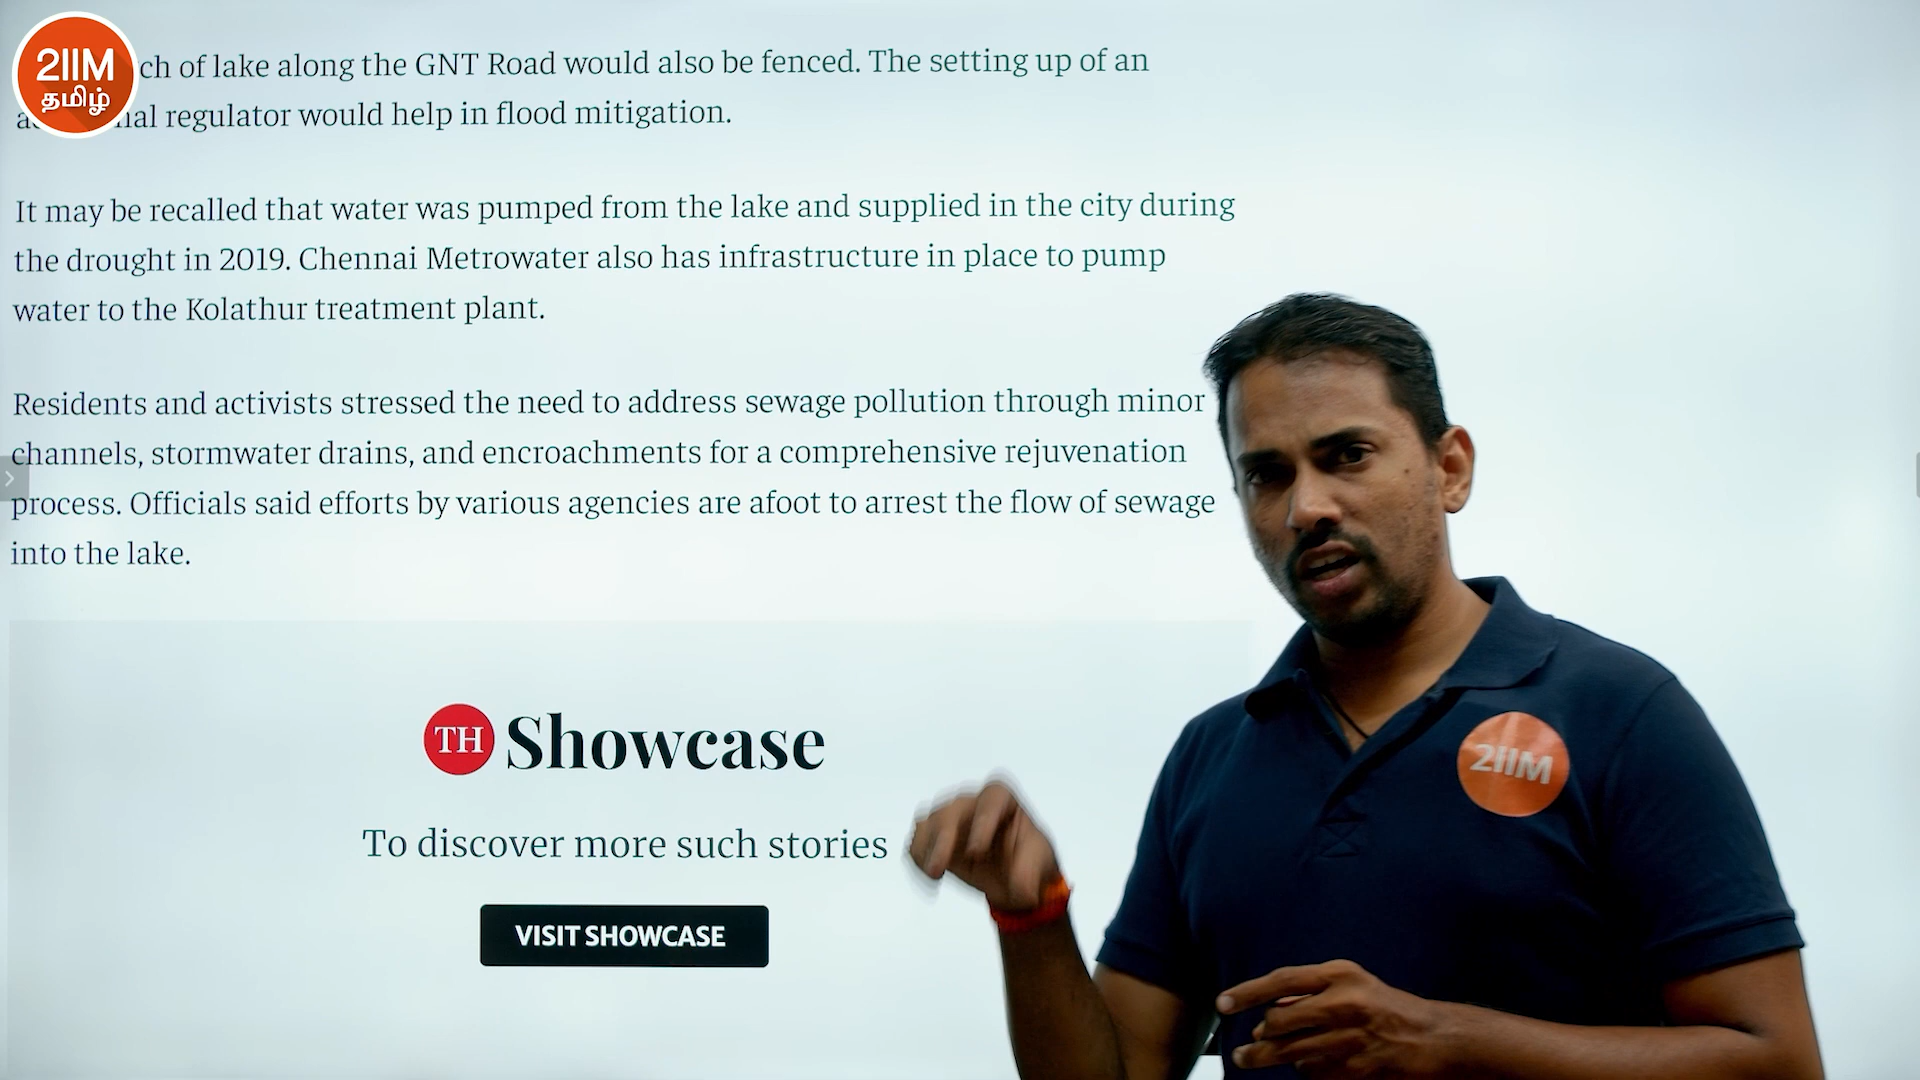 2IIM
தமிழ்
ch of lake along the GNT Road would also be fenced. The setting up of an
regulator would help in flood mitigation.
It may be recalled that water was pumped from the lake and supplied in the city during
the drought in 2019. Chennai Metrowater also has infrastructure in place to pump
water to the Kolathur treatment plant.
Residents and activists stressed the need to address sewage pollution through minor
channels, stormwater drains, and encroachments for a comprehensive rejuvenation
process. Officials said efforts by various agencies are afoot to arrest the flow of sewage
into the lake.
TH Showcase
To discover more such stories
VISIT SHOWCASE
2IIM